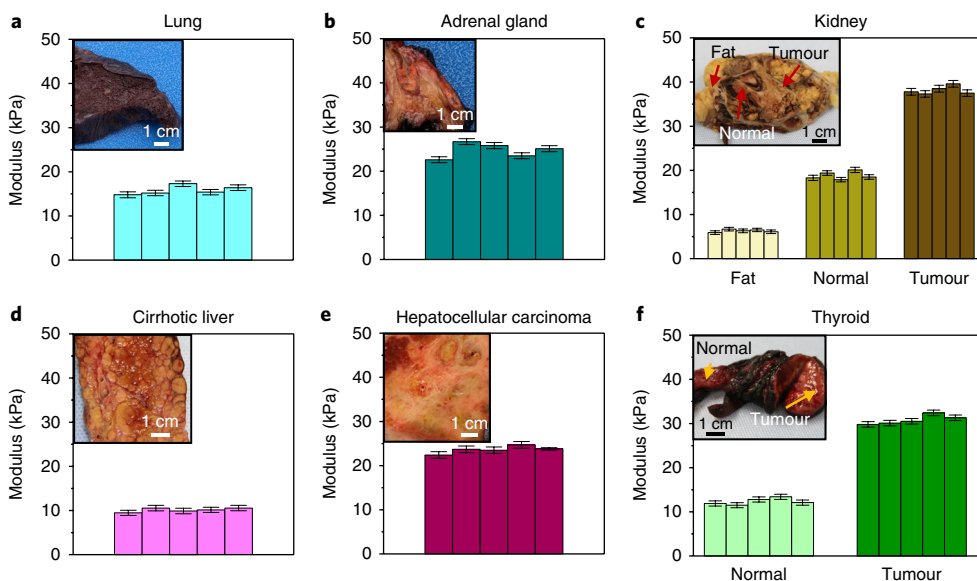 a
Lung
Modulus (kPa)
50
40
30
20
10
0
1 cm
b
Adrenal gland
Modulus (kPa)
50
40
30
20
10
0
1 cm
c
Kidney
Modulus (kPa)
50
40
30
20
10
0
Fat
Tumour
Normal
1 cm
Fat
Normal
Tumour
d
Cirrhotic liver
Modulus (kPa)
50
40
30
20
10
0
1 cm
e
Hepatocellular carcinoma
Modulus (kPa)
50
40
30
20
10
0
1 cm
f
Thyroid
Modulus (kPa)
50
40
30
20
10
0
Normal
Tumour
1 cm
Normal
Tumour